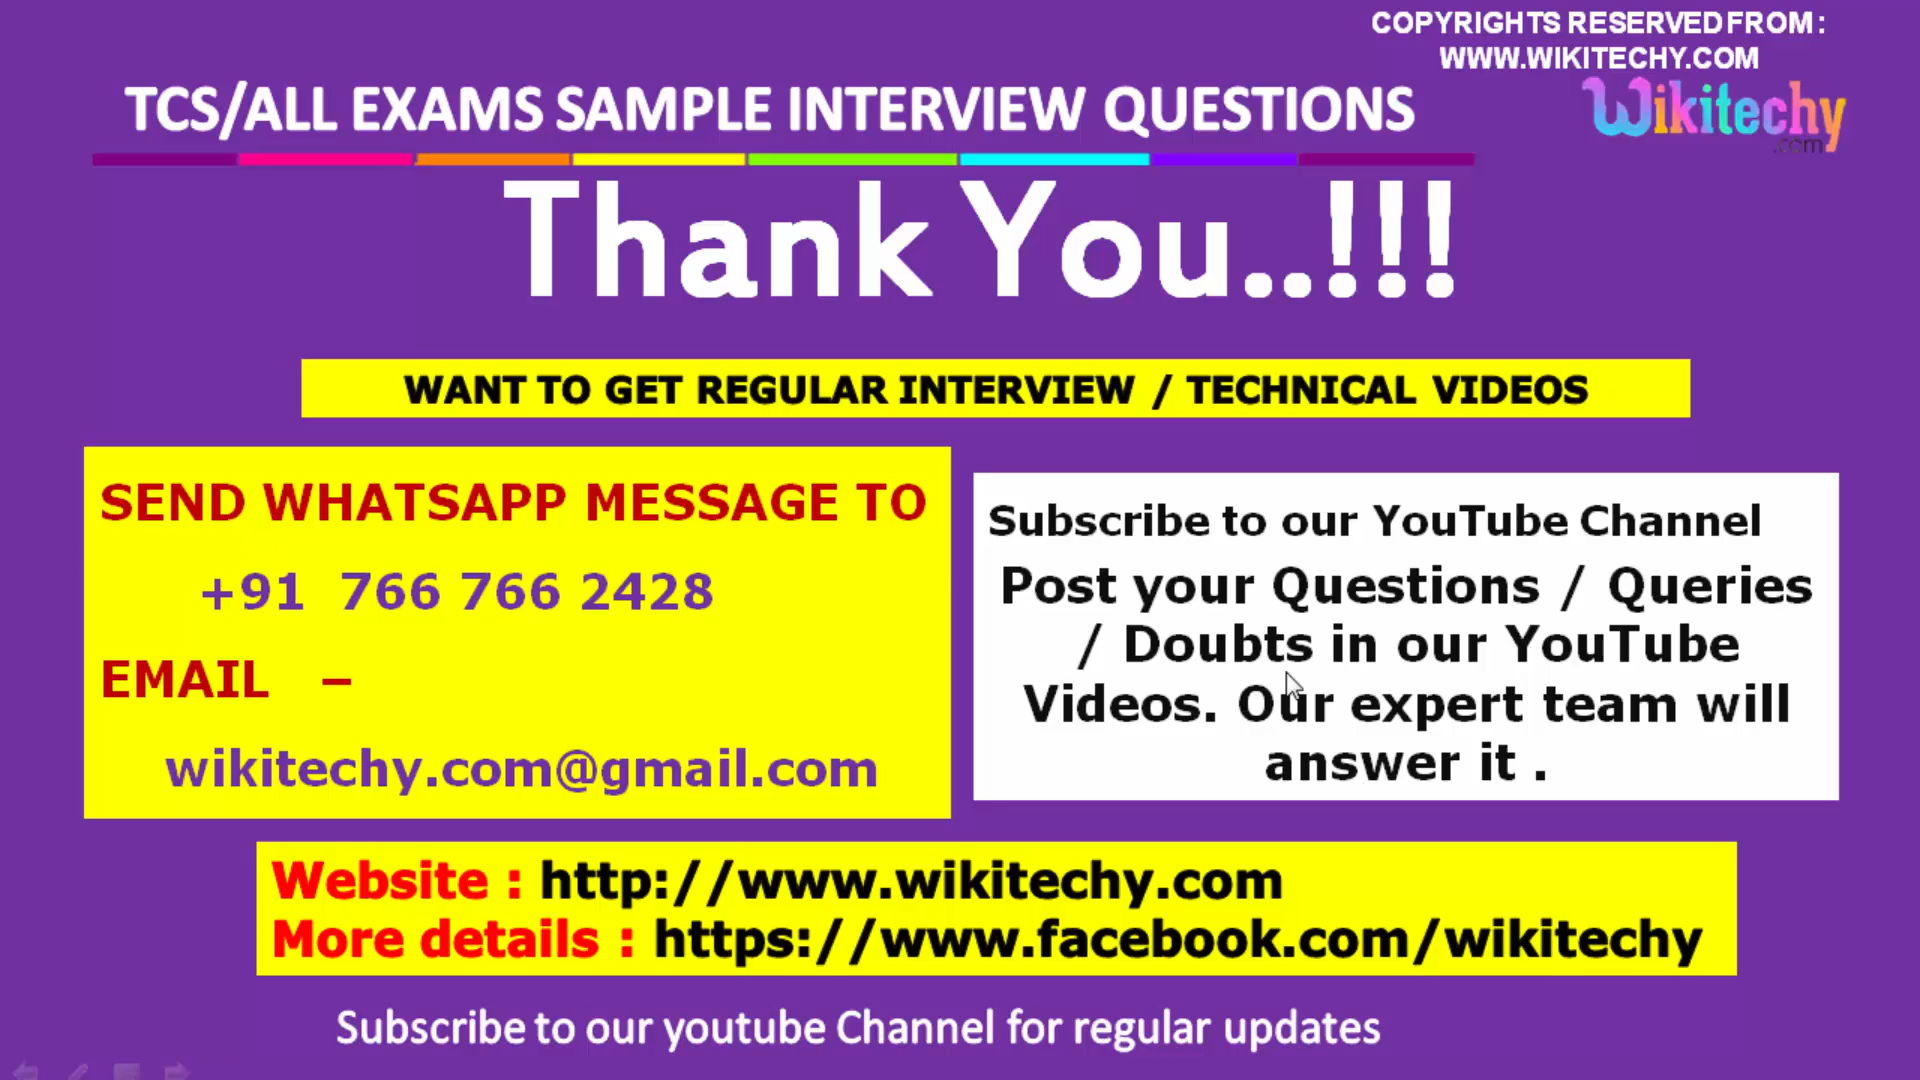 COPYRIGHTS RESERVED FROM :
WWW.WIKITECHY.COM
TCS/ALL EXAMS SAMPLE INTERVIEW QUESTIONS
Wikitechy
.com
Thank You..!!!
WANT TO GET REGULAR INTERVIEW / TECHNICAL VIDEOS
SEND WHATSAPP MESSAGE TO
+91 766 766 2428
EMAIL –
wikitechy.com@gmail.com
Subscribe to our YouTube Channel
Post your Questions / Queries
/ Doubts in our YouTube
Videos. Our expert team will
answer it .
Website : http://www.wikitechy.com
More details : https://www.facebook.com/wikitechy
Subscribe to our youtube Channel for regular updates